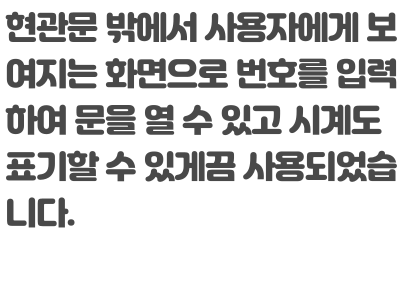 현관문 밖에서 사용자에게 보
여지는 화면으로 번호를 입력
하여 문을 열 수 있고 시계도
표기할 수 있게끔 사용되었습
니다.